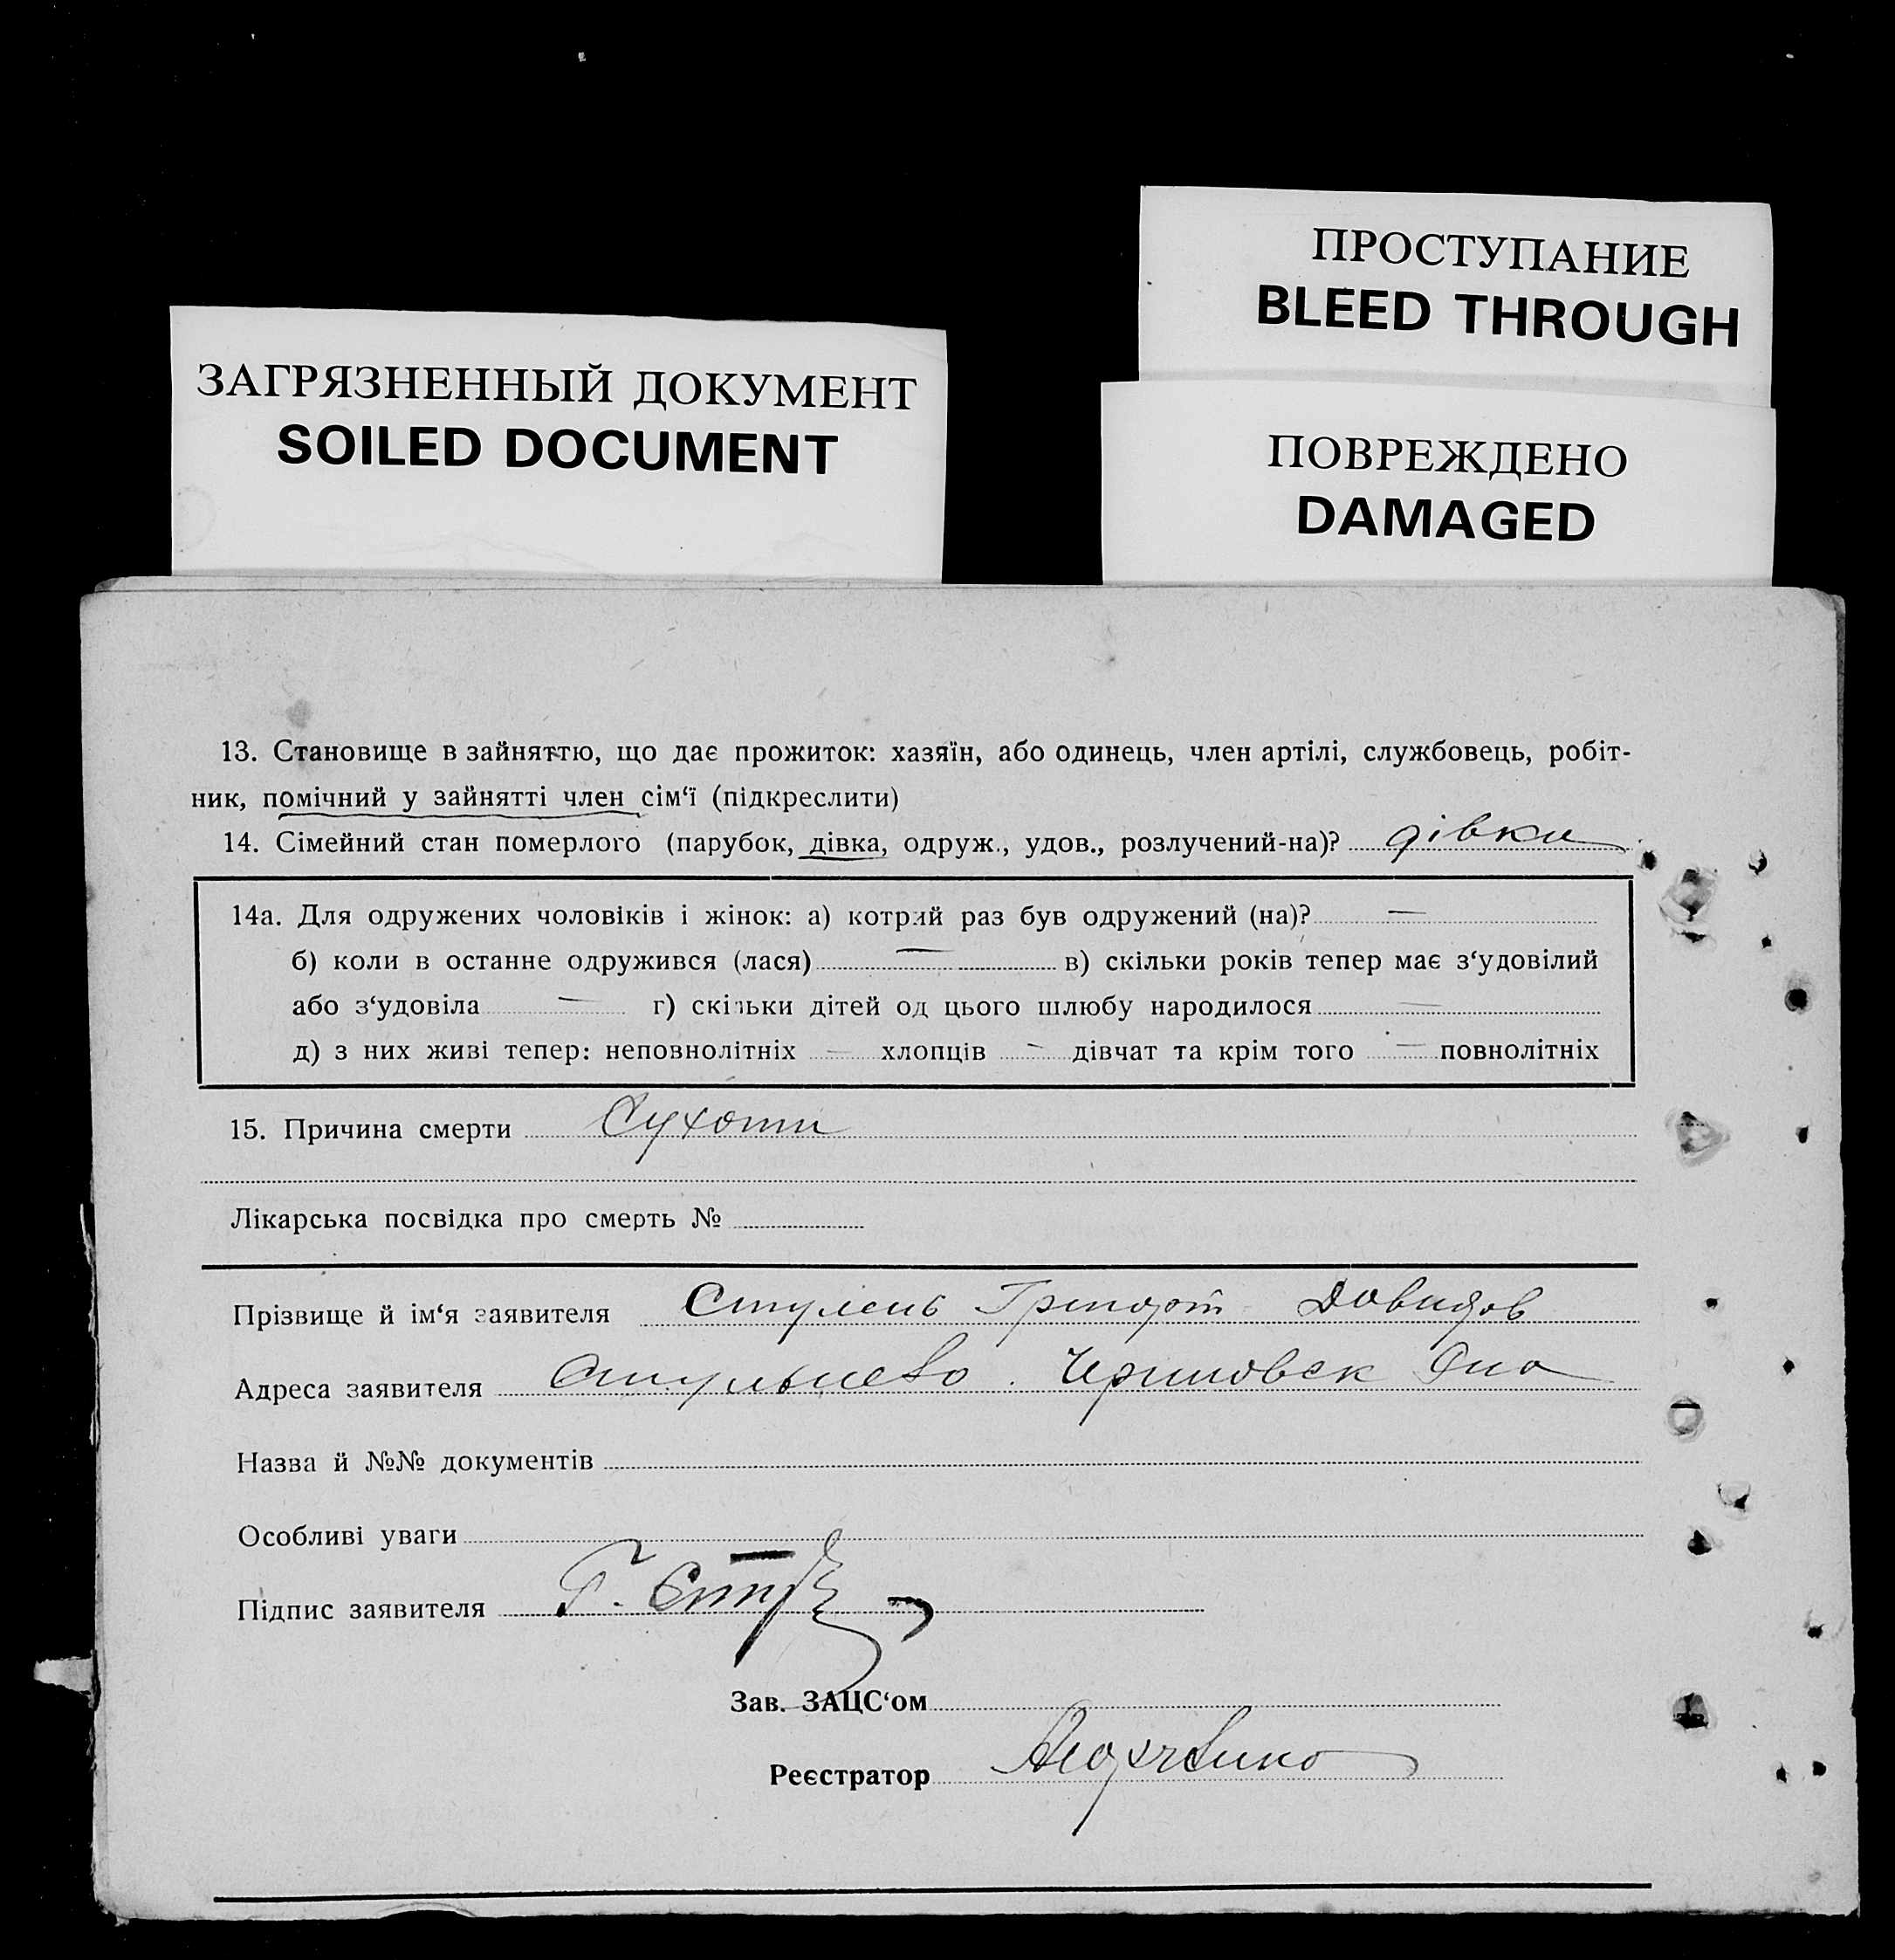 ПРОСТУПАНИЕ
BLEED THROUGH
ЗАГРЯЗНЕННЫЙ ДОКУМЕНТ
SOILED DOCUMENT
ПОВРЕЖДЕНО
DAMAGED
13. Становище в зайняттю, що дає прожиток: хазяїн, або одинець, член артілі, службовець, робіт-
ник, помічний у зайнятті член сім‘ї (підкреслити)
14. Сімейний стан померлого (парубок, дівка, одруж., удов., розлучений-на)? дівка
14а. Для одружених чоловіків і жінок: а) котрий раз був одружений (на)? —
б) коли в останнє одружився (лася) — в) скільки років тепер має з‘удовілий
або з‘удовіла — г) скільки дітей од цього шлюбу народилося —
д) з них живі тепер: неповнолітніх — хлопців — дівчат та крім того — повнолітніх
15. Причина смерти Сухоти
Лікарська посвідка про смерть №
Прізвище й ім‘я заявителя Стулень Григорій Давидов
Адреса заявителя
Назва й №№ документів
Особливі уваги —
Підпис заявителя Г.
Зав. ЗАЦС‘ом
Реєстратор